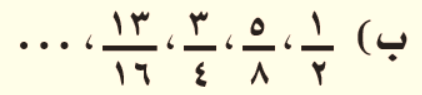 ب) ١/٢ ، ٥/٨ ، ٣/٤ ، ١٣/١٦ ، ...